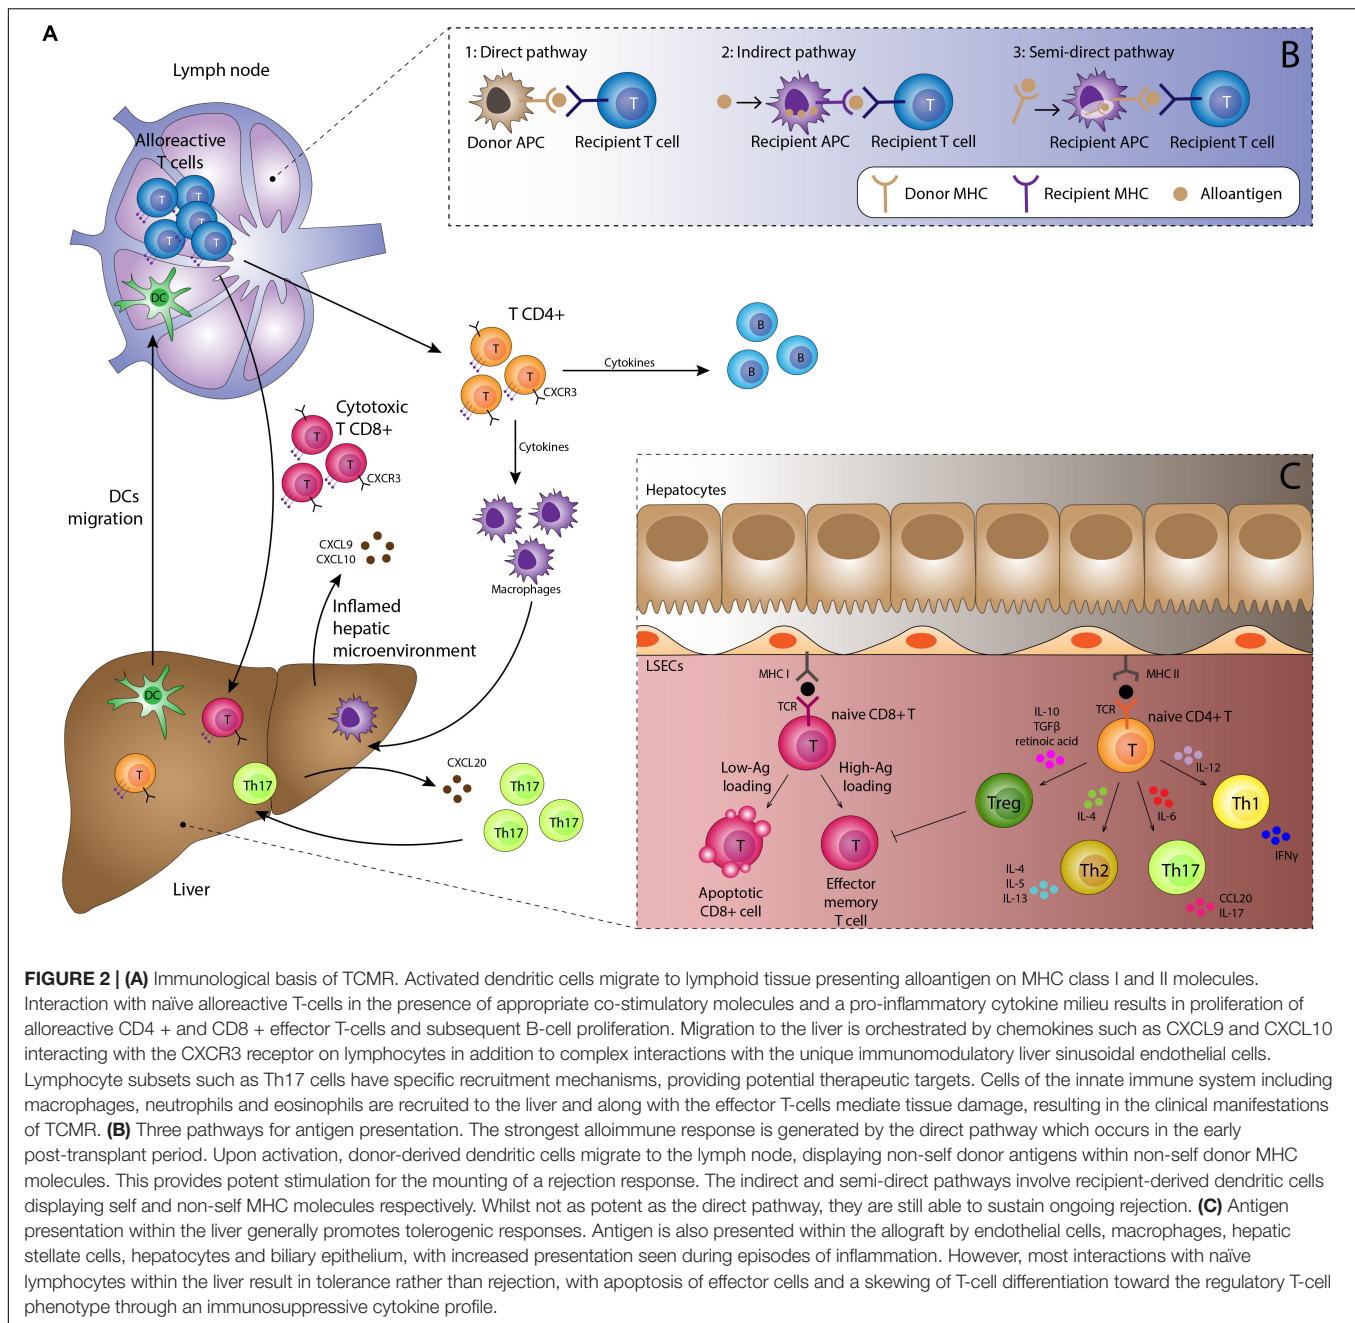 A
Lymph node
Alloreactive
T cells
T
T
T
T
T
T
DC
DCs
migration
B
1: Direct pathway
2: Indirect pathway
3: Semi-direct pathway
T
T
T
Donor APC
Recipient T cell
Recipient APC
Recipient T cell
Recipient APC
Recipient T cell
Donor MHC
Recipient MHC
Alloantigen
T CD4+
T
T
T
CXCR3
Cytokines
B
B
B
Cytokines
Cytotoxic
T CD8+
T
T
T
CXCR3
CXCL9
CXCL10
Macrophages
Inflamed
hepatic
microenvironment
DC
T
T
Th17
CXCL20
Th17
Th17
Th17
Liver
C
Hepatocytes
LSECs
MHC I
TCR
naive CD8+ T
T
Low-Ag
loading
High-Ag
loading
T
T
Apoptotic
CD8+ cell
Effector
memory
T cell
MHC II
TCR
naive CD4+ T
T
IL-10
TGFβ
retinoic acid
IL-12
Treg
Th1
IL-4
IL-6
IFNγ
Th2
Th17
IL-4
IL-5
IL-13
CCL20
IL-17
FIGURE 2 | (A) Immunological basis of TCMR. Activated dendritic cells migrate to lymphoid tissue presenting alloantigen on MHC class I and II molecules.
Interaction with naïve alloreactive T-cells in the presence of appropriate co-stimulatory molecules and a pro-inflammatory cytokine milieu results in proliferation of
alloreactive CD4 + and CD8 + effector T-cells and subsequent B-cell proliferation. Migration to the liver is orchestrated by chemokines such as CXCL9 and CXCL10
interacting with the CXCR3 receptor on lymphocytes in addition to complex interactions with the unique immunomodulatory liver sinusoidal endothelial cells.
Lymphocyte subsets such as Th17 cells have specific recruitment mechanisms, providing potential therapeutic targets. Cells of the innate immune system including
macrophages, neutrophils and eosinophils are recruited to the liver and along with the effector T-cells mediate tissue damage, resulting in the clinical manifestations
of TCMR. (B) Three pathways for antigen presentation. The strongest alloimmune response is generated by the direct pathway which occurs in the early
post-transplant period. Upon activation, donor-derived dendritic cells migrate to the lymph node, displaying non-self donor antigens within non-self donor MHC
molecules. This provides potent stimulation for the mounting of a rejection response. The indirect and semi-direct pathways involve recipient-derived dendritic cells
displaying self and non-self MHC molecules respectively. Whilst not as potent as the direct pathway, they are still able to sustain ongoing rejection. (C) Antigen
presentation within the liver generally promotes tolerogenic responses. Antigen is also presented within the allograft by endothelial cells, macrophages, hepatic
stellate cells, hepatocytes and biliary epithelium, with increased presentation seen during episodes of inflammation. However, most interactions with naïve
lymphocytes within the liver result in tolerance rather than rejection, with apoptosis of effector cells and a skewing of T-cell differentiation toward the regulatory T-cell
phenotype through an immunosuppressive cytokine profile.